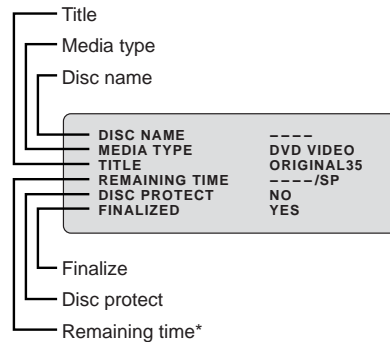 Title
Media type
Disc name
DISC NAME ––––
MEDIA TYPE DVD VIDEO
TITLE ORIGINAL35
REMAINING TIME ––––/SP
DISC PROTECT NO
FINALIZED YES
Finalize
Disc protect
Remaining time*